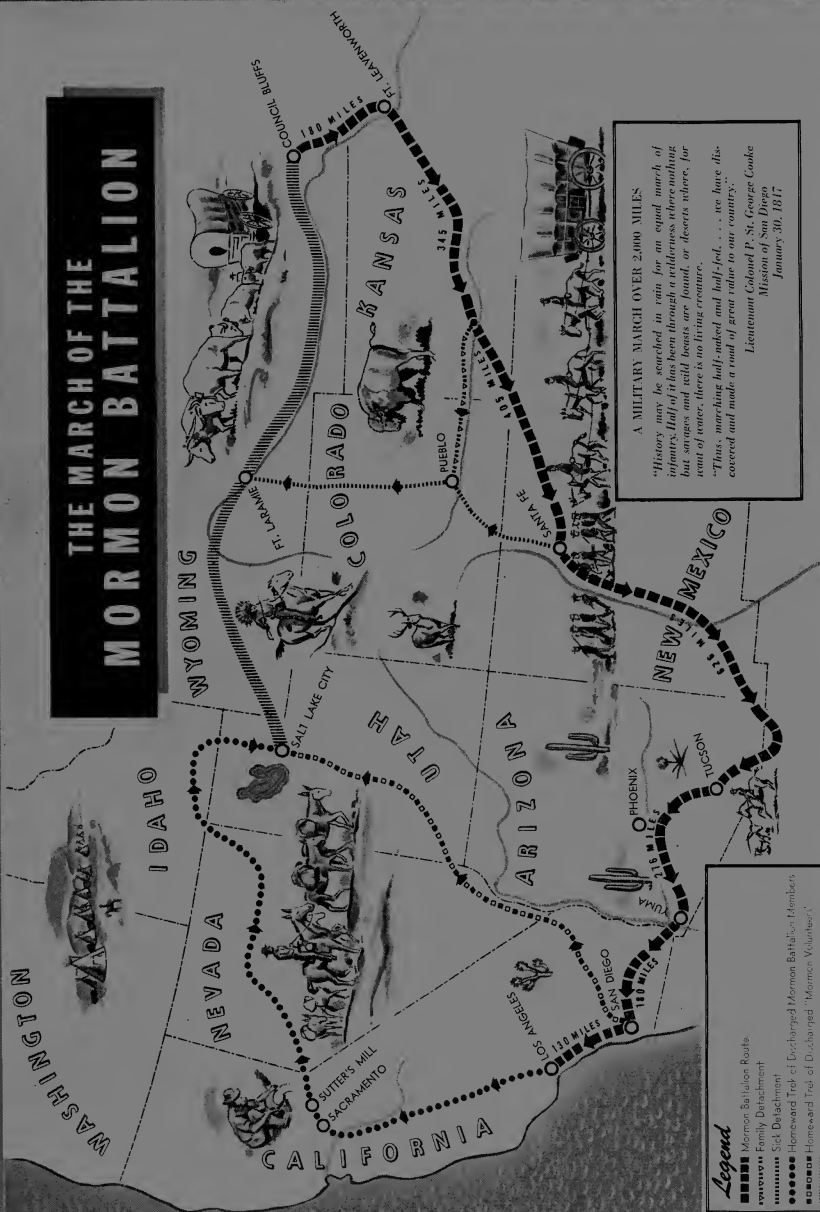 THE MARCH OF THE
MORMON BATTALION
WASHINGTON
IDAHO
WYOMING
NEVADA
CALIFORNIA
UTAH
COLORADO
KANSAS
ARIZONA
NEW MEXICO
COUNCIL BLUFFS
180 MILES
FT. LEAVENWORTH
345 MILES
FT. LARAMIE
PUEBLO
405 MILES
SANTA FE
SALT LAKE CITY
SUTTER'S MILL
SACRAMENTO
525 MILES
PHOENIX
TUCSON
216 MILES
YUMA
180 MILES
SAN DIEGO
130 MILES
LOS ANGELES
A MILITARY MARCH OVER 2,000 MILES
"History may be searched in vain for an equal march of
infantry. Half of it has been through a wilderness where nothing
but savages and wild beasts are found, or deserts where, for
want of water, there is no living creature.
"Thus, marching half-naked and half-fed, . . . we have dis-
covered and made a road of great value to our country."
Lieutenant Colonel P. St. George Cooke
Mission of San Diego
January 30, 1847
Legend
Mormon Battalion Route
Family Detachment
Sick Detachment
Homeward Trek of Discharged Mormon Battalion Members
Homeward Trek of Discharged "Mormon Volunteers"